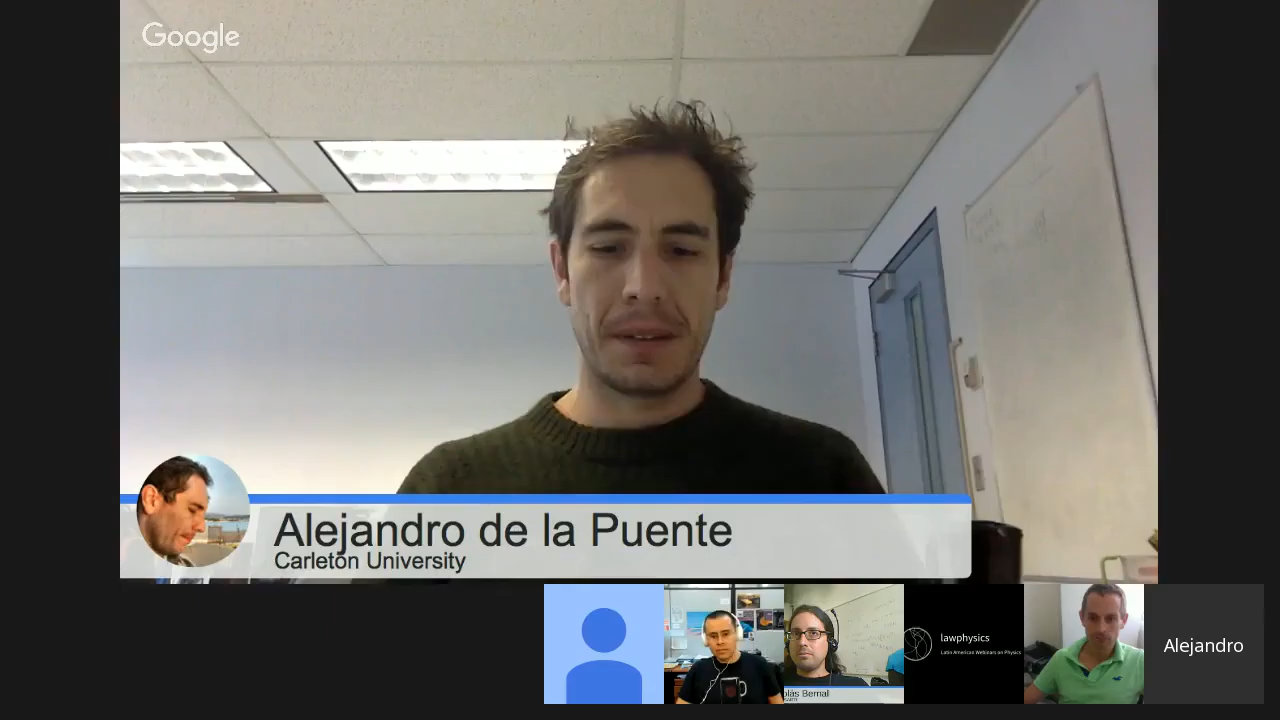 Google
Alejandro de la Puente
Carleton University
lawphysics
Latin American Webinars on Physics
olás Bernal
Alejandro